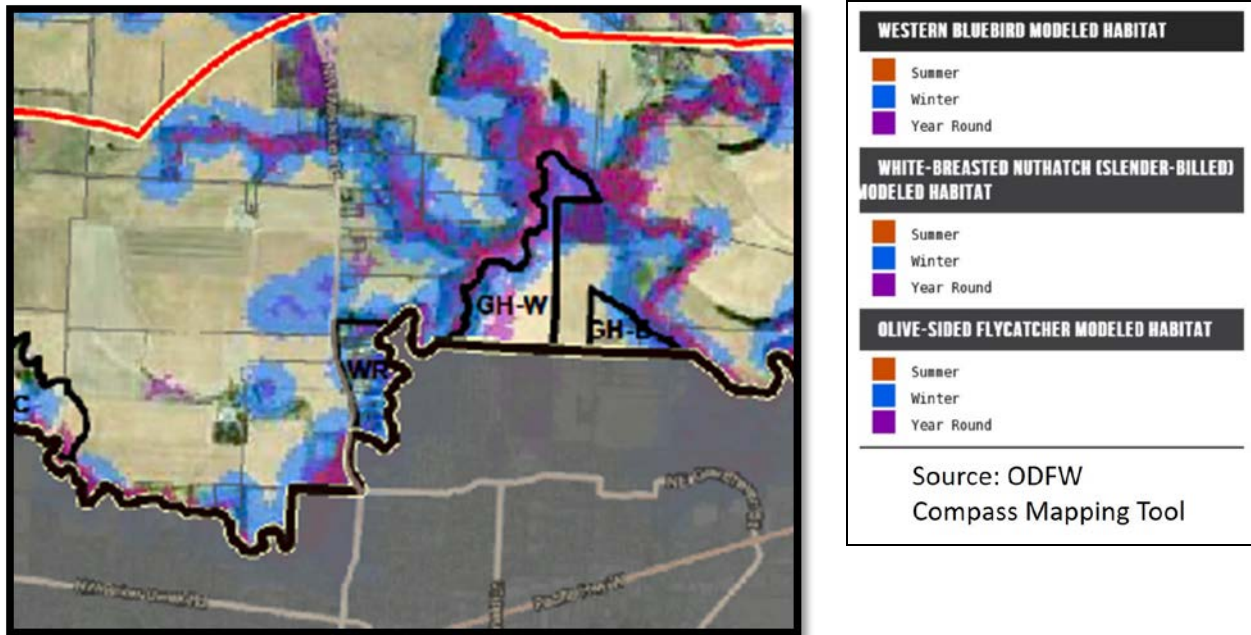 GH-W
GH-E
WR
C
WESTERN BLUEBIRD MODELED HABITAT
Summer
Winter
Year Round
WHITE-BREASTED NUTHATCH (SLENDER-BILLED)
MODELED HABITAT
Summer
Winter
Year Round
OLIVE-SIDED FLYCATCHER MODELED HABITAT
Summer
Winter
Year Round
Source: ODFW
Compass Mapping Tool